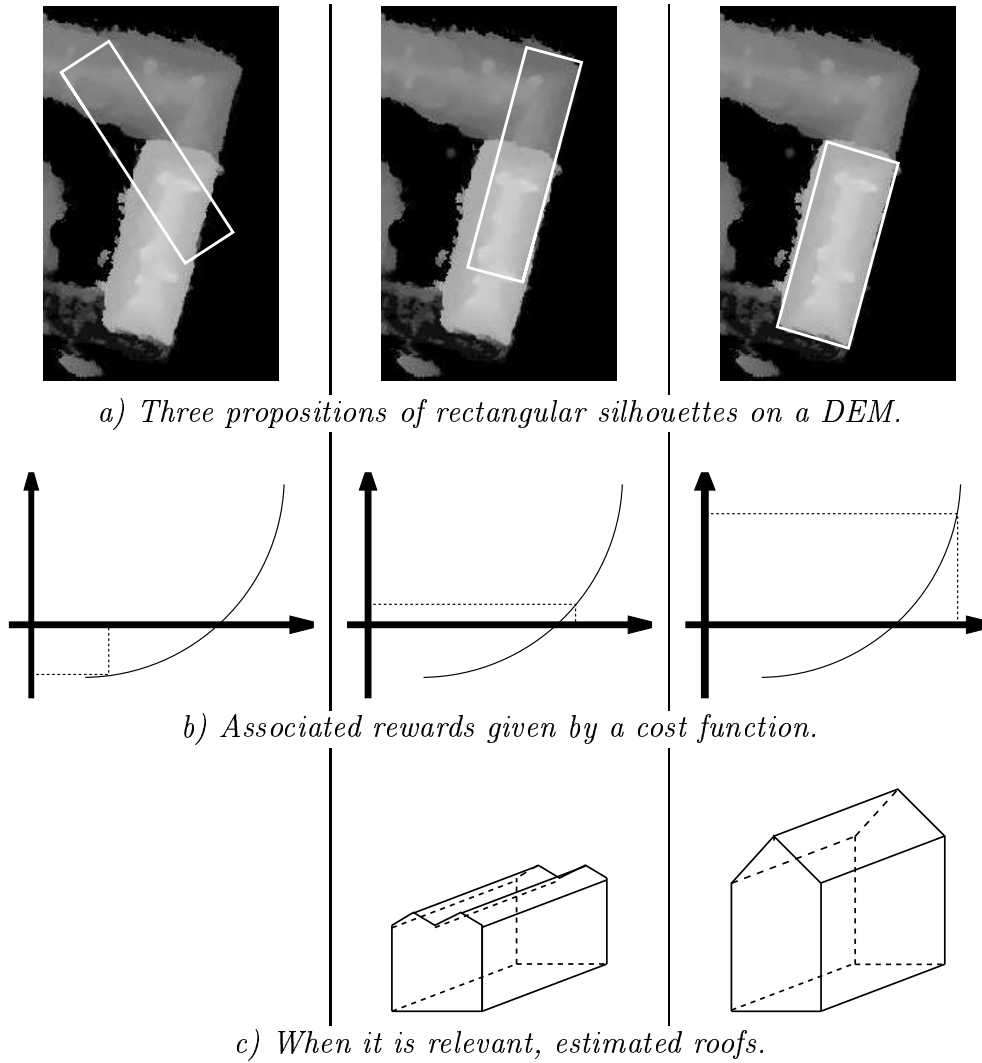 a) Three propositions of rectangular silhouettes on a DEM.
b) Associated rewards given by a cost function.
c) When it is relevant, estimated roofs.